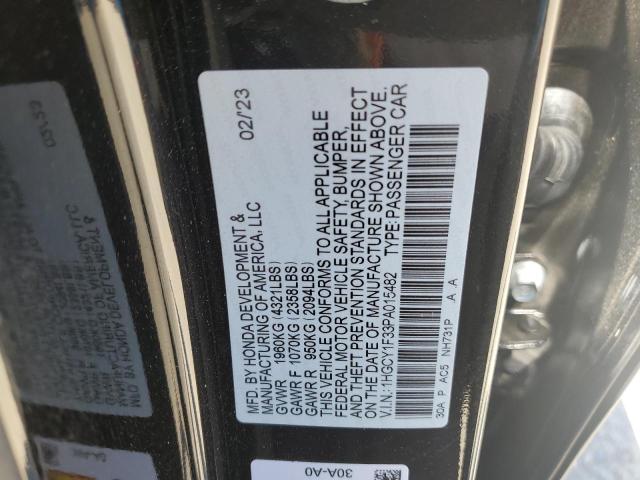 MFD. BY HONDA DEVELOPMENT & 02/23
MANUFACTURING OF AMERICA, LLC
GVWR 1960KG (4321LBS)
GAWR F 1070KG (2358LBS)
GAWR R 950KG (2094LBS)
THIS VEHICLE CONFORMS TO ALL APPLICABLE
FEDERAL MOTOR VEHICLE SAFETY, BUMPER,
AND THEFT PREVENTION STANDARDS IN EFFECT
ON THE DATE OF MANUFACTURE SHOWN ABOVE.
V.I.N.:1HGCY1F33PA015482 TYPE:PASSENGER CAR
30A P AC5 NH731P A A
30A-A0